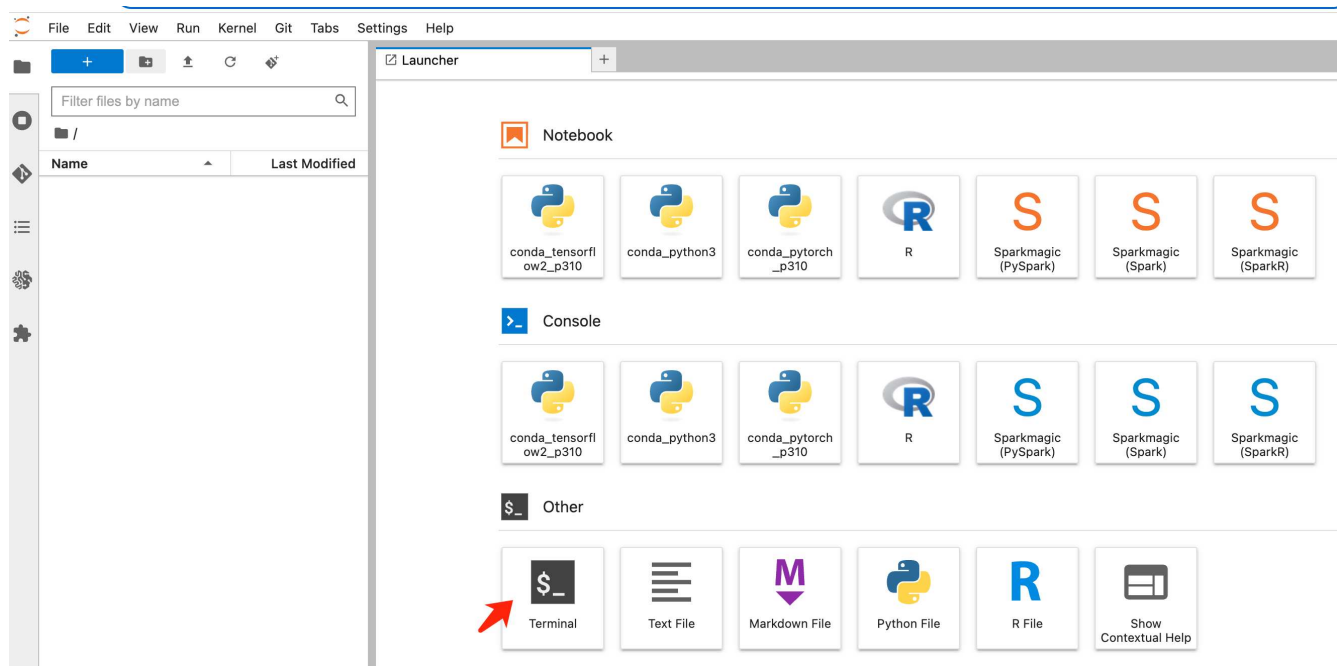 File Edit View Run Kernel Git Tabs Settings Help
+
Launcher
+
Filter files by name
/
Name Last Modified
Notebook
conda_tensorfl
ow2_p310
conda_python3
conda_pytorch
_p310
R
R
S
Sparkmagic
(PySpark)
S
Sparkmagic
(Spark)
S
Sparkmagic
(SparkR)
>_ Console
conda_tensorfl
ow2_p310
conda_python3
conda_pytorch
_p310
R
R
S
Sparkmagic
(PySpark)
S
Sparkmagic
(Spark)
S
Sparkmagic
(SparkR)
$_ Other
$_
Terminal
Text File
M
Markdown File
Python File
R
R File
Show
Contextual Help